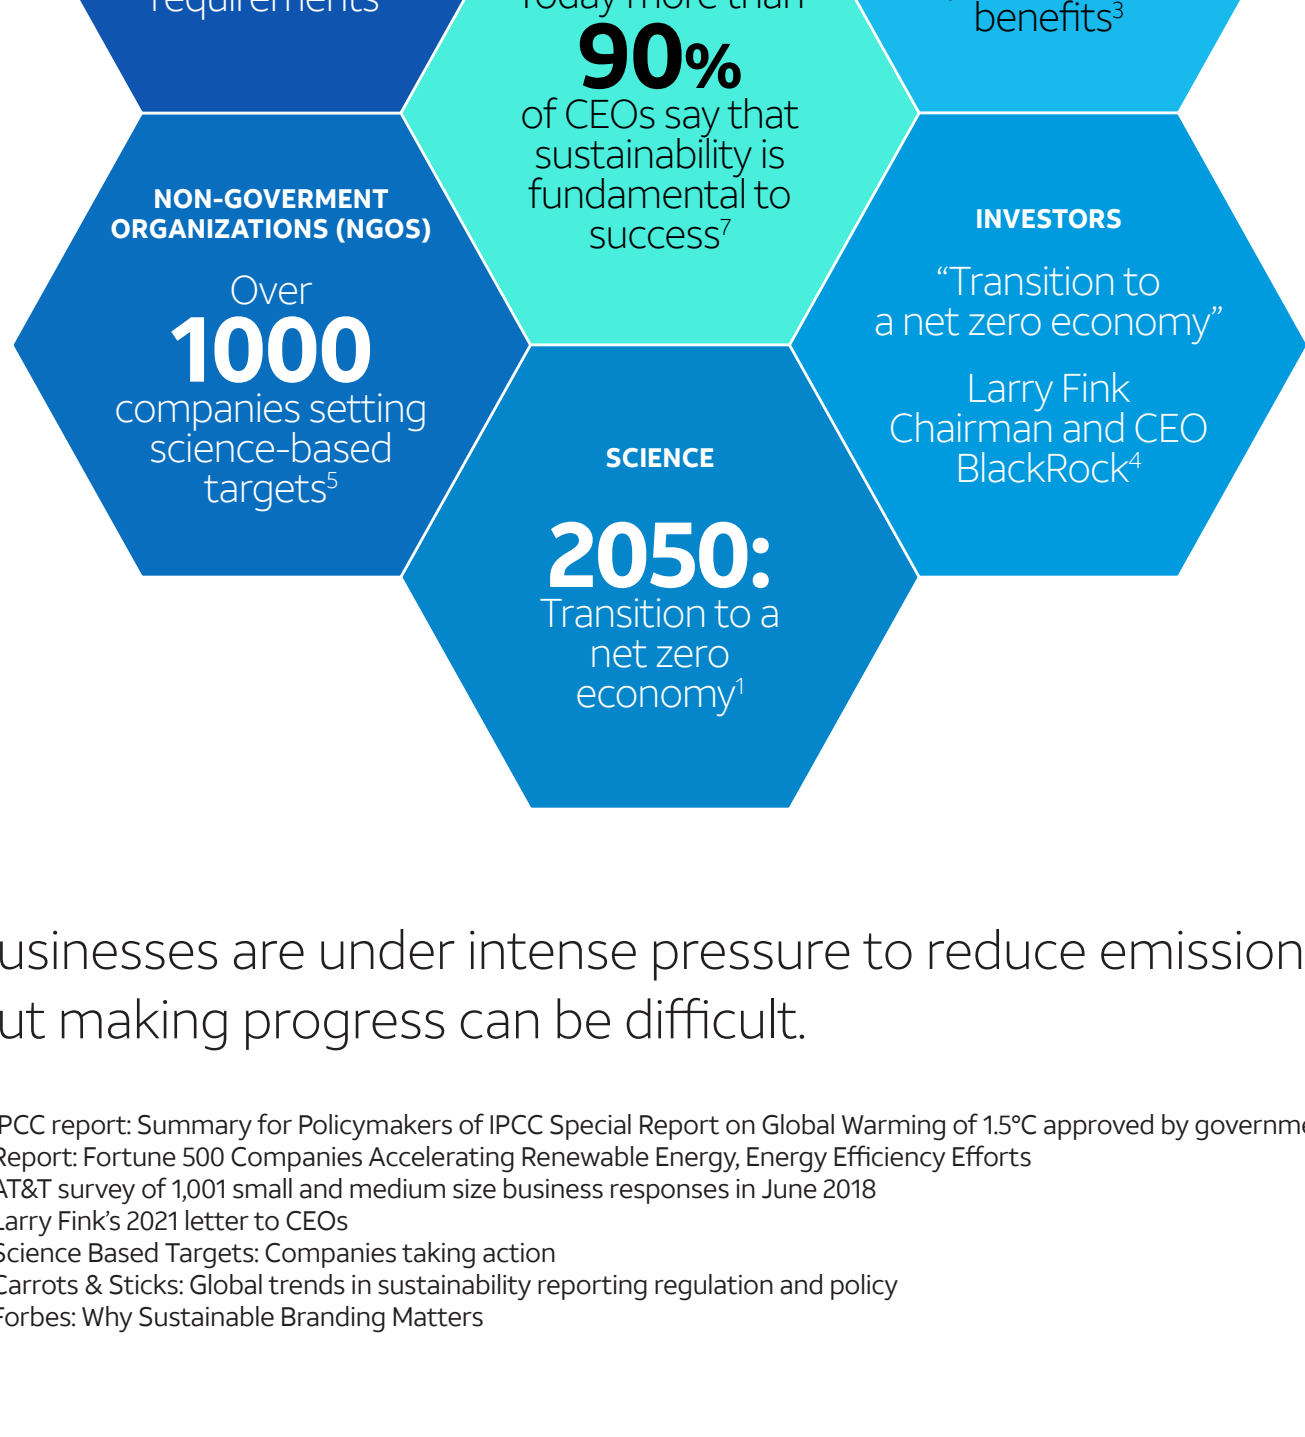 requirements
Today more than
90%
of CEOs say that
sustainability is
fundamental to
success7
benefits3
NON-GOVERMENT
ORGANIZATIONS (NGOS)
Over
1000
companies setting
science-based
targets5
INVESTORS
“Transition to
a net zero economy”
Larry Fink
Chairman and CEO
BlackRock4
SCIENCE
2050:
Transition to a
net zero
economy1
usinesses are under intense pressure to reduce emission
ut making progress can be difficult.
IPCC report: Summary for Policymakers of IPCC Special Report on Global Warming of 1.5°C approved by governme
Report: Fortune 500 Companies Accelerating Renewable Energy, Energy Efficiency Efforts
AT&T survey of 1,001 small and medium size business responses in June 2018
Larry Fink’s 2021 letter to CEOs
Science Based Targets: Companies taking action
Carrots & Sticks: Global trends in sustainability reporting regulation and policy
Forbes: Why Sustainable Branding Matters